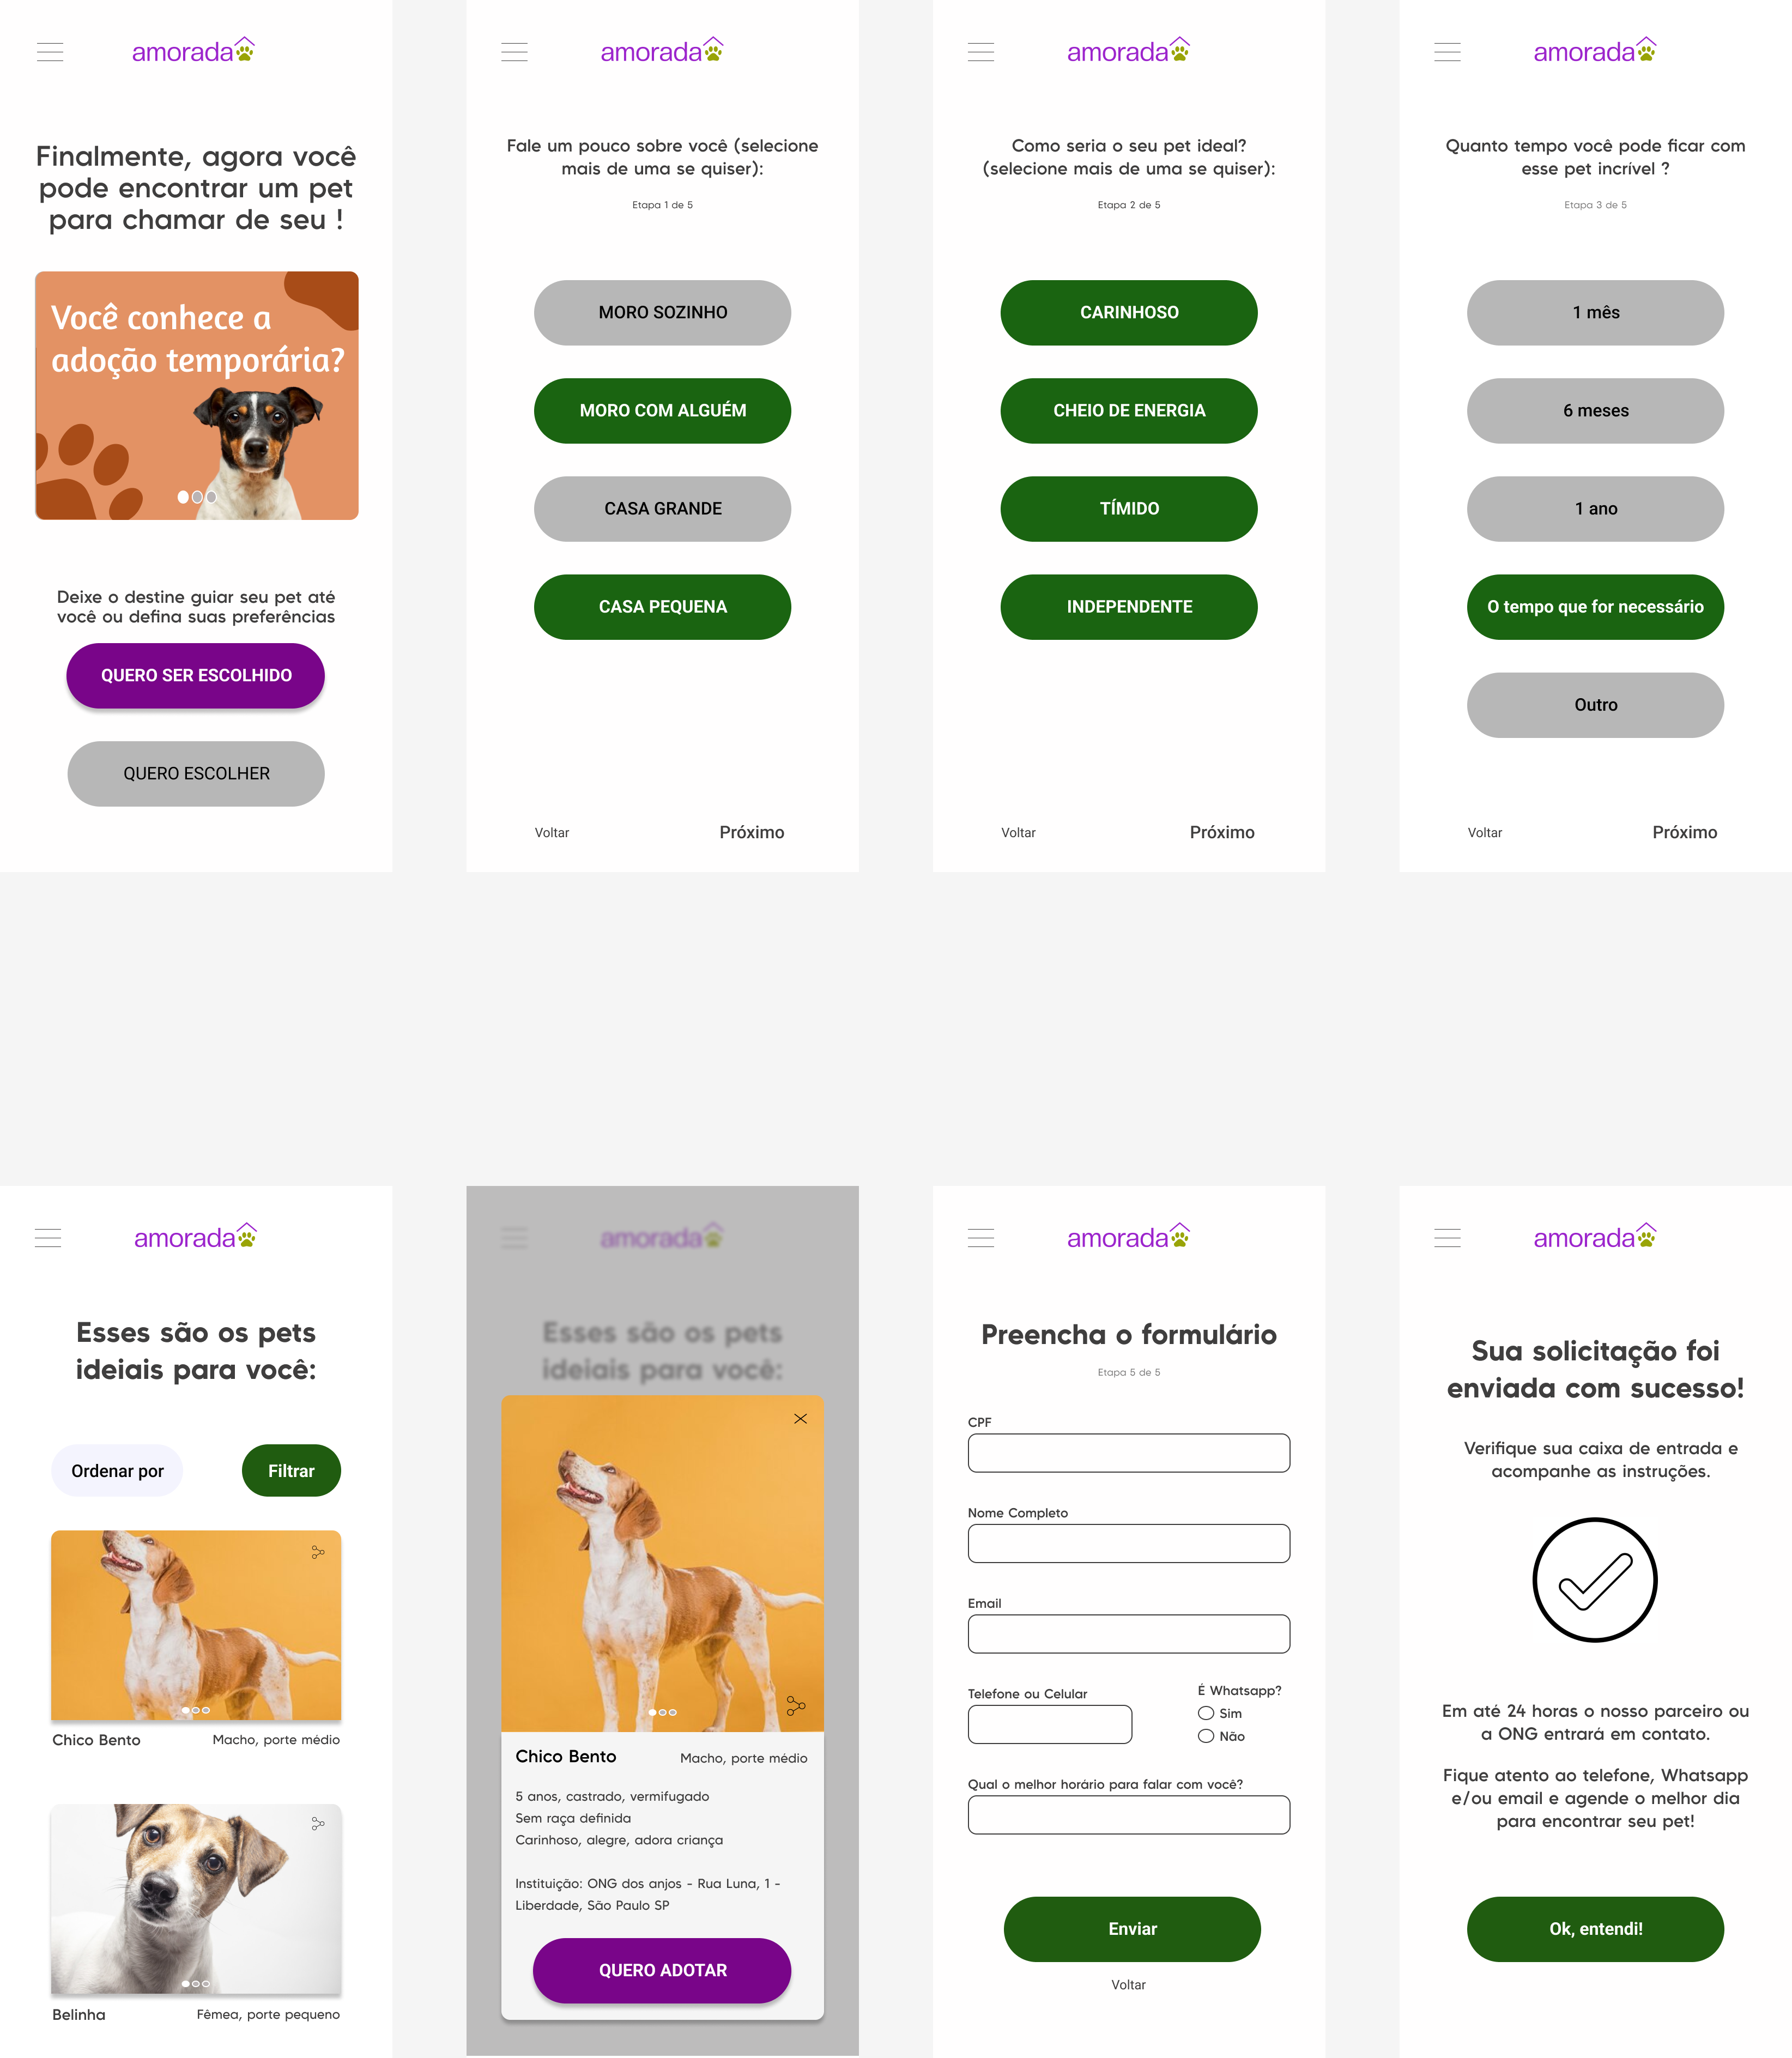 amorada
Finalmente, agora você
pode encontrar um pet
para chamar de seu !
Você conhece a
adoção temporária?
Deixe o destine guiar seu pet até
você ou defina suas preferências
QUERO SER ESCOLHIDO
QUERO ESCOLHER
amorada
Fale um pouco sobre você (selecione
mais de uma se quiser):
Etapa 1 de 5
MORO SOZINHO
MORO COM ALGUÉM
CASA GRANDE
CASA PEQUENA
Voltar
Próximo
amorada
Como seria o seu pet ideal?
(selecione mais de uma se quiser):
Etapa 2 de 5
CARINHOSO
CHEIO DE ENERGIA
TÍMIDO
INDEPENDENTE
Voltar
Próximo
amorada
Quanto tempo você pode ficar com
esse pet incrível ?
Etapa 3 de 5
1 mês
6 meses
1 ano
O tempo que for necessário
Outro
Voltar
Próximo
amorada
Esses são os pets
ideiais para você:
Ordenar por
Filtrar
Chico Bento
Macho, porte médio
Belinha
Fêmea, porte pequeno
amorada
Esses são os pets
ideiais para você:
Chico Bento
Macho, porte médio
5 anos, castrado, vermifugado
Sem raça definida
Carinhoso, alegre, adora criança
Instituição: ONG dos anjos - Rua Luna, 1 -
Liberdade, São Paulo SP
QUERO ADOTAR
amorada
Preencha o formulário
Etapa 5 de 5
CPF
Nome Completo
Email
Telefone ou Celular
É Whatsapp?
Sim
Não
Qual o melhor horário para falar com você?
Enviar
Voltar
amorada
Sua solicitação foi
enviada com sucesso!
Verifique sua caixa de entrada e
acompanhe as instruções.
Em até 24 horas o nosso parceiro ou
a ONG entrará em contato.
Fique atento ao telefone, Whatsapp
e/ou email e agende o melhor dia
para encontrar seu pet!
Ok, entendi!